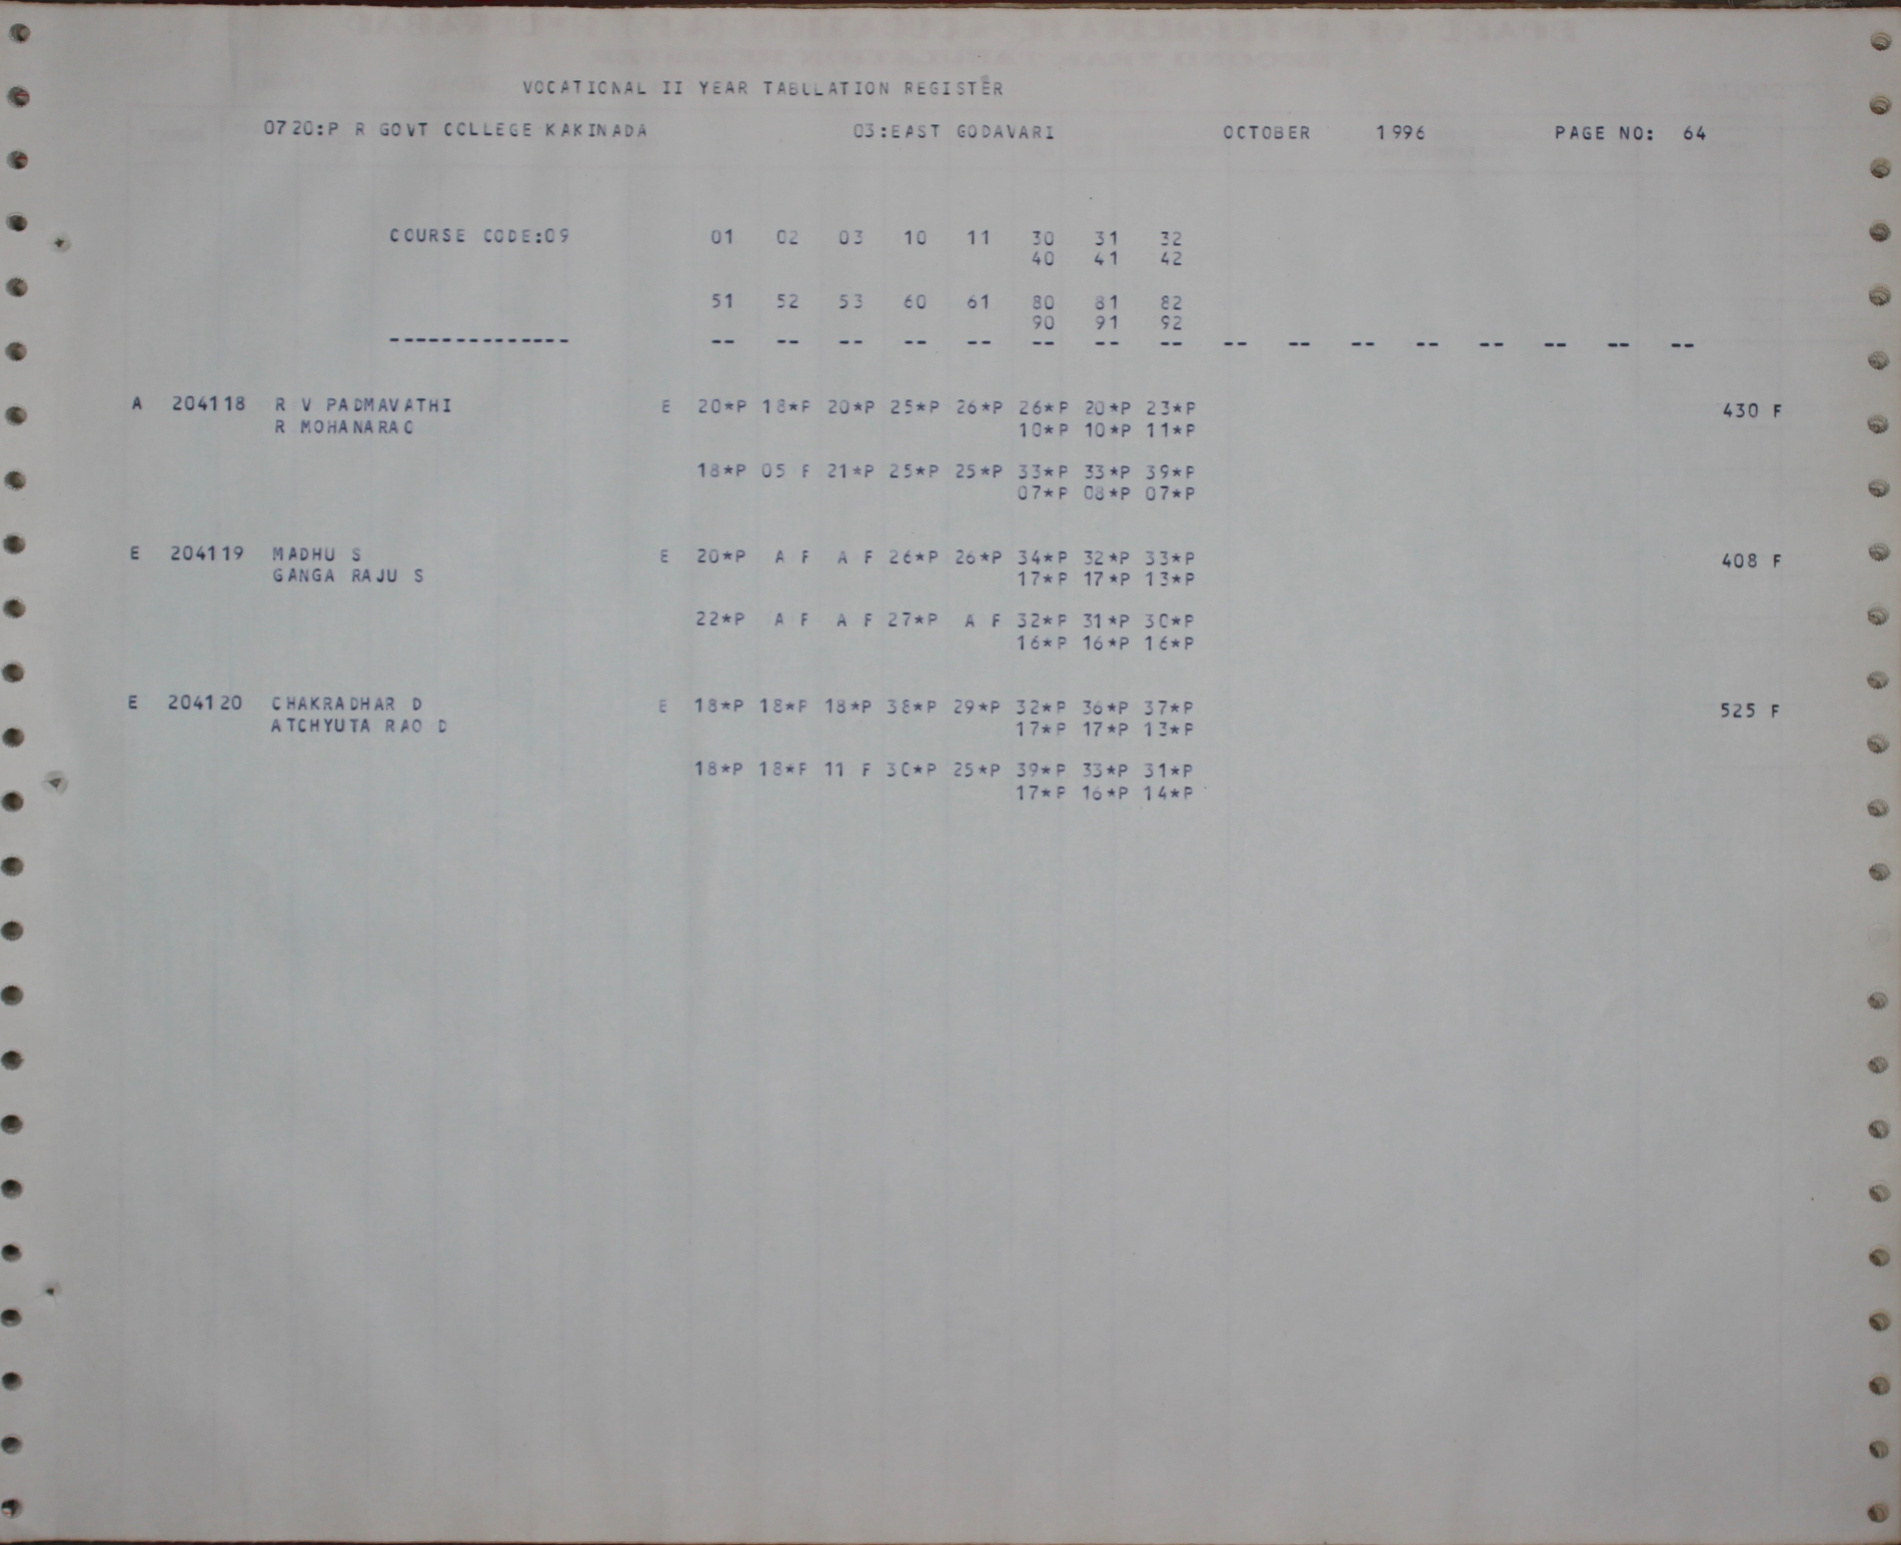 VOCATIONAL II YEAR TABULATION REGISTER
0720:P R GOVT COLLEGE KAKINADA 03:EAST GODAVARI OCTOBER 1996 PAGE NO: 64
COURSE CODE:09 01 02 03 10 11 30 31 32
40 41 42
51 52 53 60 61 80 81 82
90 91 92
-------------- -- -- -- -- -- -- -- -- -- -- -- -- -- -- -- --
A 204118 R V PADMAVATHI E 20*P 18*P 20*P 25*P 26*P 26*P 20*P 23*P 430 F
R MOHANARAO 10*P 10*P 11*P
18*P 05 F 21*P 25*P 25*P 33*P 33*P 39*P
07*P 08*P 07*P
E 204119 MADHU S E 20*P A F A F 26*P 26*P 34*P 32*P 33*P 408 F
GANGA RAJU S 17*P 17*P 13*P
22*P A F A F 27*P A F 32*P 31*P 30*P
16*P 16*P 16*P
E 204120 CHAKRADHAR D E 18*P 18*P 18*P 38*P 29*P 32*P 36*P 37*P 525 F
ATCHYUTA RAO D 17*P 17*P 13*P
18*P 18*P 11 F 30*P 25*P 39*P 33*P 31*P
17*P 16*P 14*P